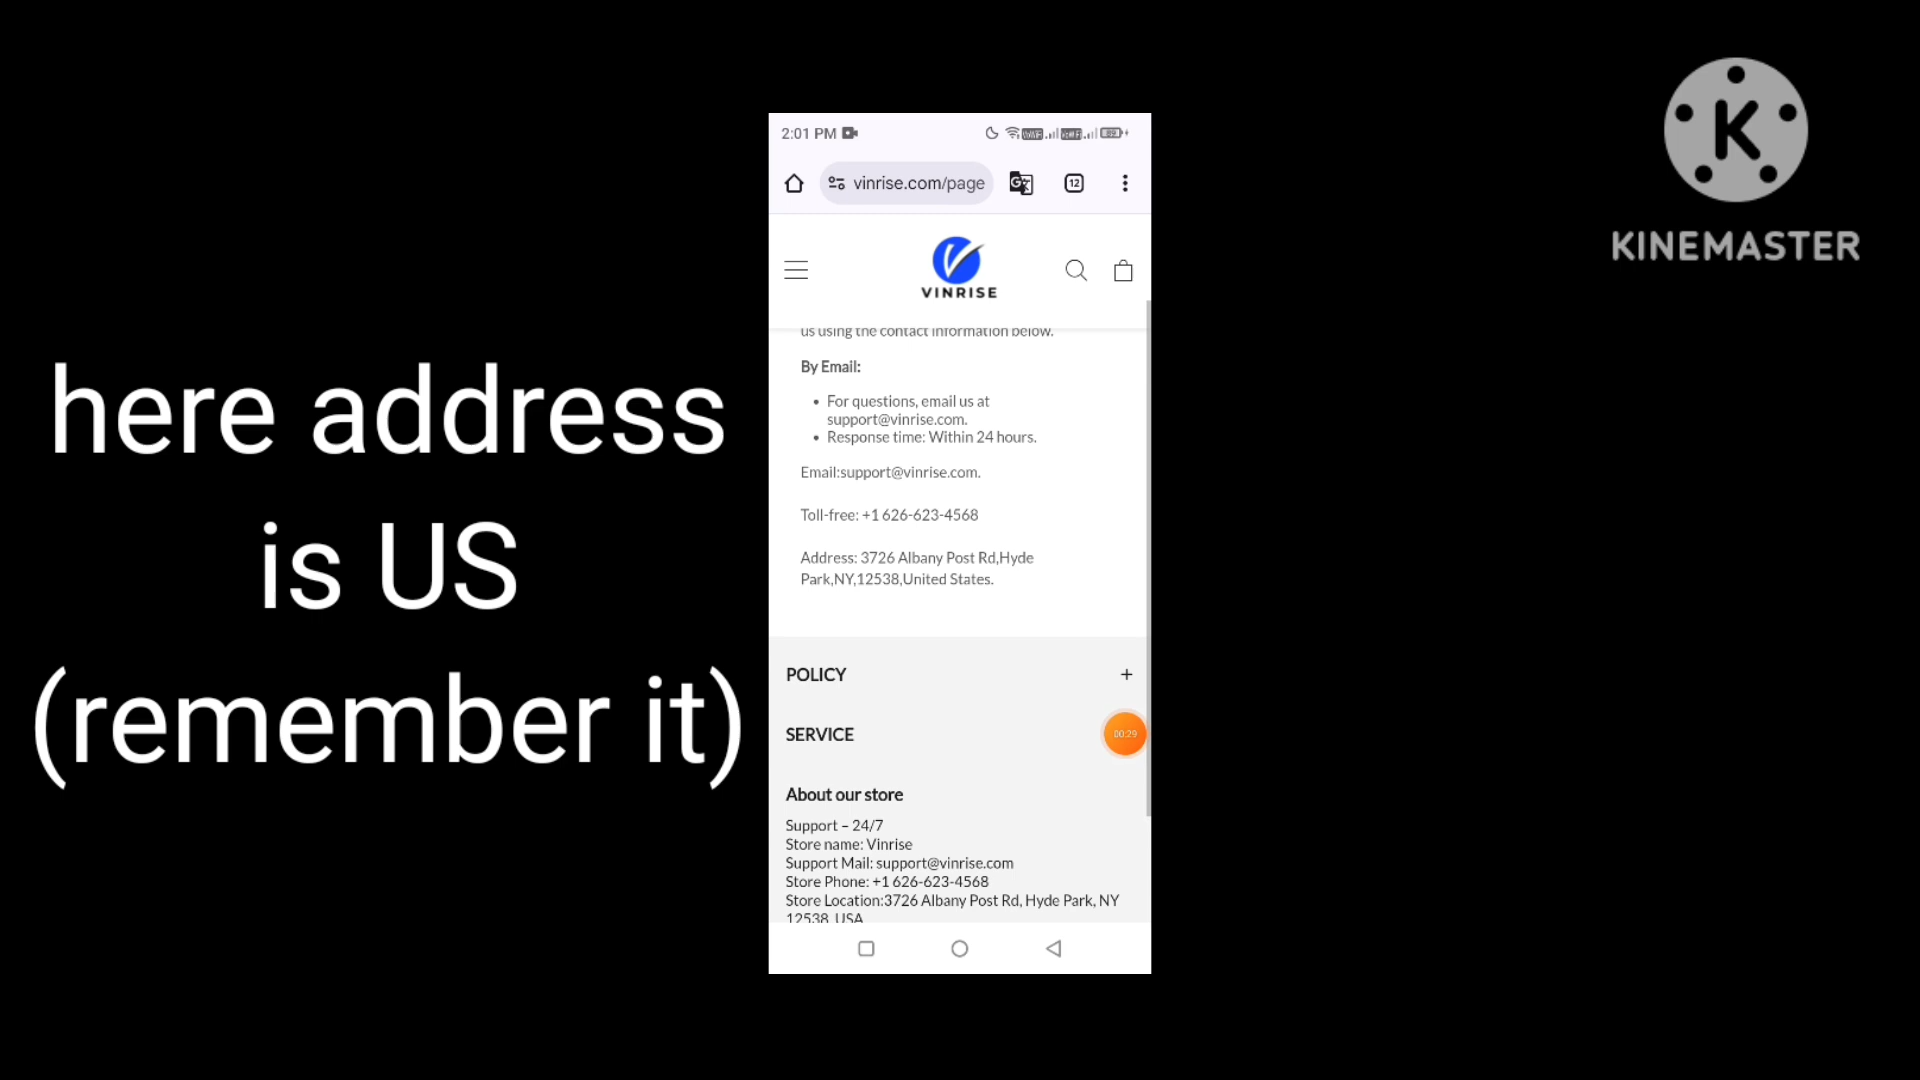 here address
is US
(remember it)
2:01 PM
vinrise.com/page
12
VINRISE
us using the contact information below.
By Email:
• For questions, email us at
support@vinrise.com.
• Response time: Within 24 hours.
Email:support@vinrise.com.
Toll-free: +1 626-623-4568
Address: 3726 Albany Post Rd,Hyde
Park,NY,12538,United States.
POLICY +
SERVICE
00:29
About our store
Support – 24/7
Store name: Vinrise
Support Mail: support@vinrise.com
Store Phone: +1 626-623-4568
Store Location:3726 Albany Post Rd, Hyde Park, NY
12538, USA
K
KINEMASTER